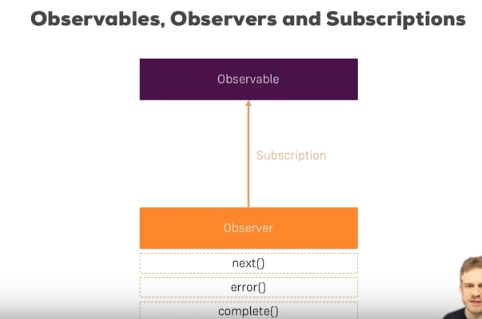 Observables, Observers and Subscriptions
Observable
Subscription
Observer
next()
error()
complete()